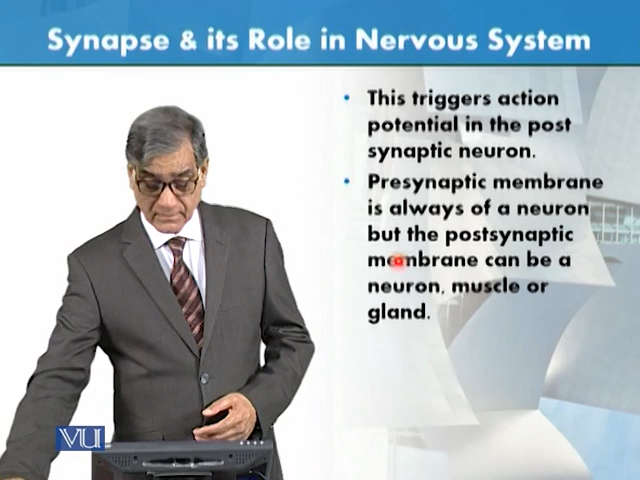 Synapse & its Role in Nervous System
• This triggers action
potential in the post
synaptic neuron.
• Presynaptic membrane
is always of a neuron
but the postsynaptic
membrane can be a
neuron, muscle or
gland.
VU